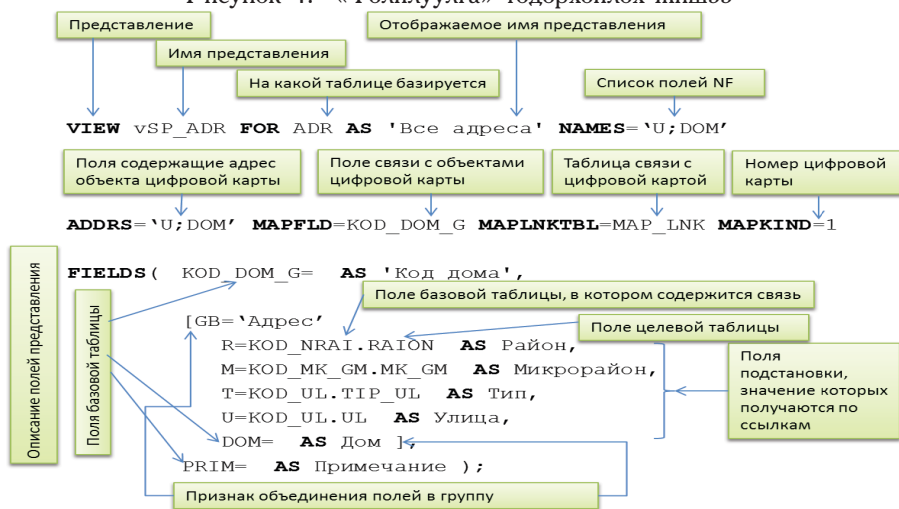 Представление
Отображаемое имя представления
Имя представления
На какой таблице базируется
Список полей NF
VIEW vSP_ADR FOR ADR AS 'Все адреса' NAMES=‘U;DOM’
Поля содержащие адрес
объекта цифровой карты
Поле связи с объектами
цифровой карты
Таблица связи с
цифровой картой
Номер цифровой
карты
ADDRS=‘U;DOM’ MAPFLD=KOD_DOM_G MAPLNKTBL=MAP_LNK MAPKIND=1
Описание полей представления
Поля базовой таблицы
FIELDS( KOD_DOM_G= AS 'Код дома',
Поле базовой таблицы, в котором содержится связь
[GB=‘Адрес’
Поле целевой таблицы
R=KOD_NRAI.RAION AS Район,
M=KOD_MK_GM.MK_GM AS Микрорайон,
T=KOD_UL.TIP_UL AS Тип,
U=KOD_UL.UL AS Улица,
DOM= AS Дом ],
PRIM= AS Примечание );
Поля
подстановки,
значение которых
получаются по
ссылкам
Признак объединения полей в группу